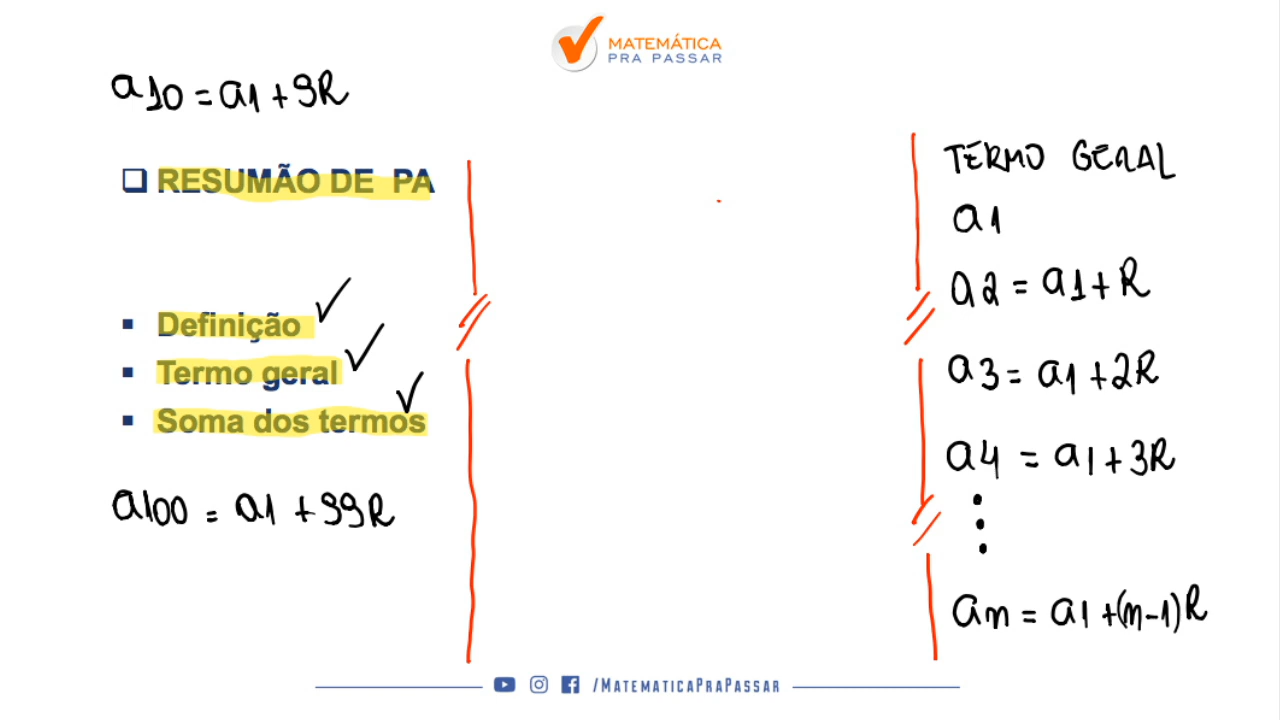 MATEMÁTICA
PRA PASSAR
a10 = a1 + 9R
RESUMÃO DE PA
Definição
Termo geral
Soma dos termos
a100 = a1 + 99R
TERMO GERAL
a1
a2 = a1 + R
a3 = a1 + 2R
a4 = a1 + 3R
⋮
an = a1 + (n-1)R
/MATEMATICAPRAPASSAR